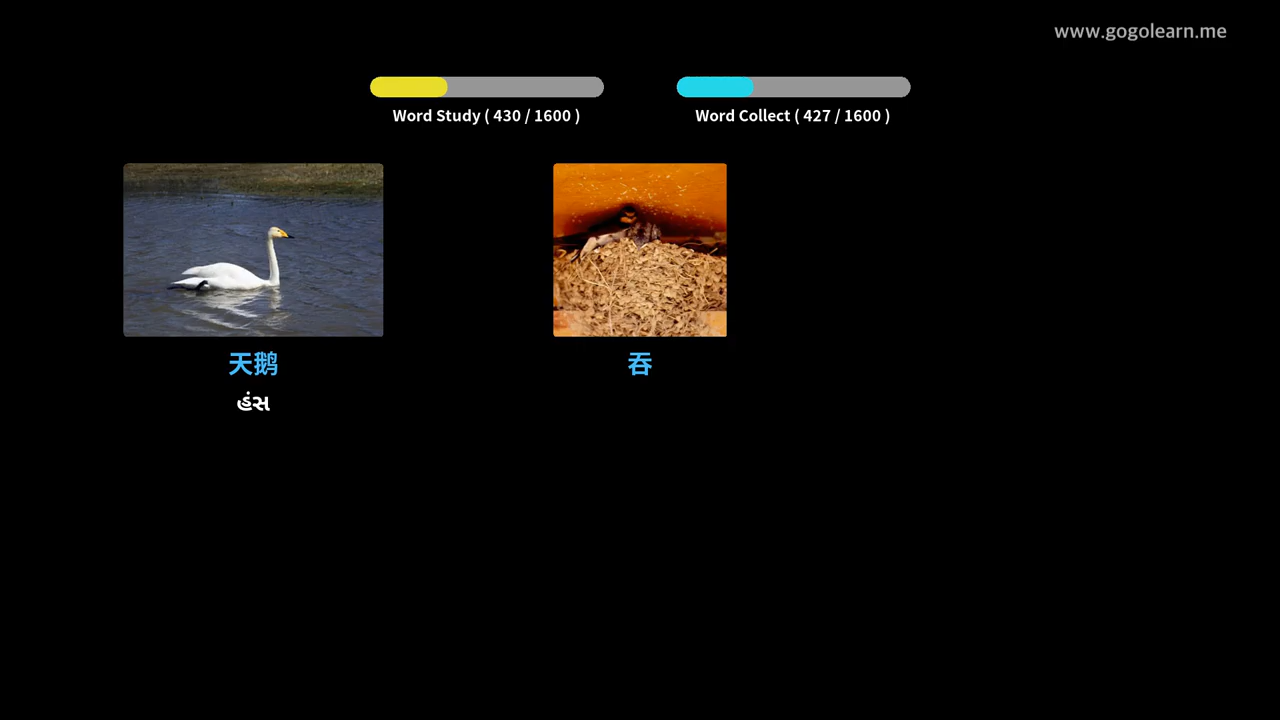 www.gogolearn.me
Word Study ( 430 / 1600 )
Word Collect ( 427 / 1600 )
天鹅
હંસ
吞